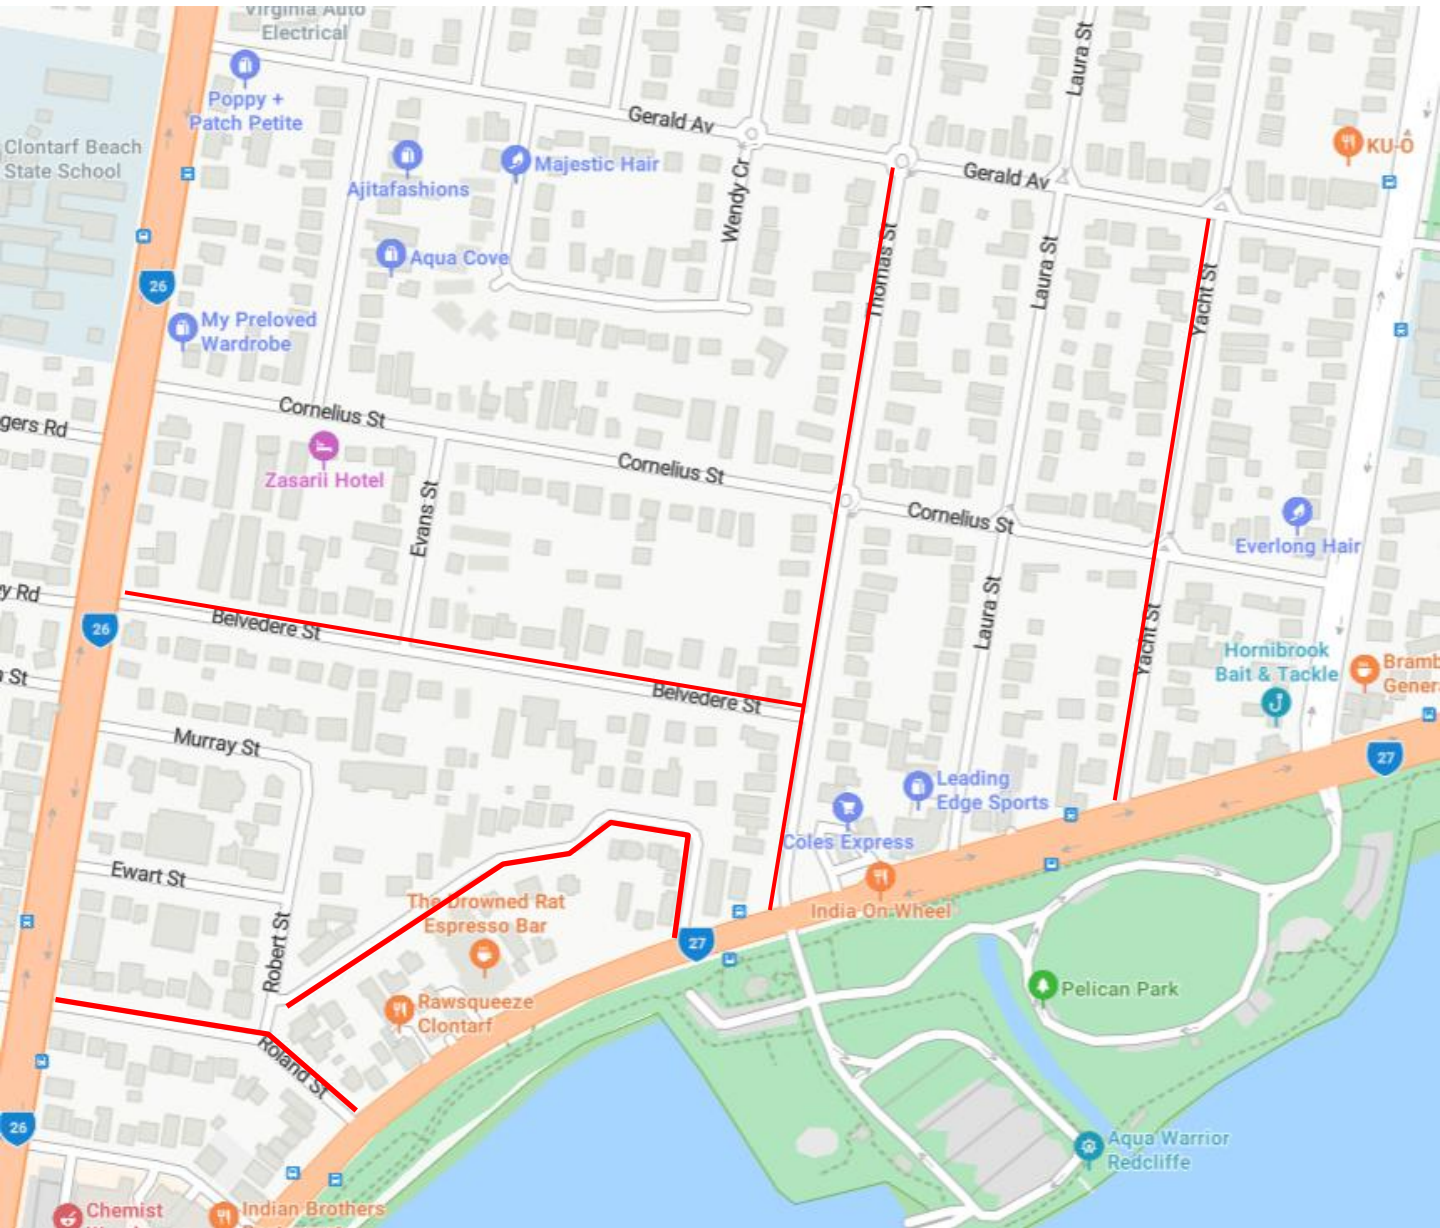 Virginia Auto
Electrical
Poppy +
Patch Petite
Clontarf Beach
State School
Ajitafashions
Majestic Hair
Gerald Av
Wendy Cr
Laura St
Gerald Av
KU-O
Aqua Cove
26
My Preloved
Wardrobe
Thomas St
Laura St
Yacht St
gers Rd
Cornelius St
Zasarii Hotel
Cornelius St
Evans St
Cornelius St
Everlong Hair
ey Rd
26
Belvedere St
Laura St
Yacht St
Hornibrook
Bait & Tackle
Bramb
Genera
n St
Belvedere St
Murray St
27
Leading
Edge Sports
Coles Express
Ewart St
The Drowned Rat
Espresso Bar
India On Wheel
27
Robert St
Rawsqueeze
Clontarf
Pelican Park
Roland St
26
Aqua Warrior
Redcliffe
Chemist
Indian Brothers